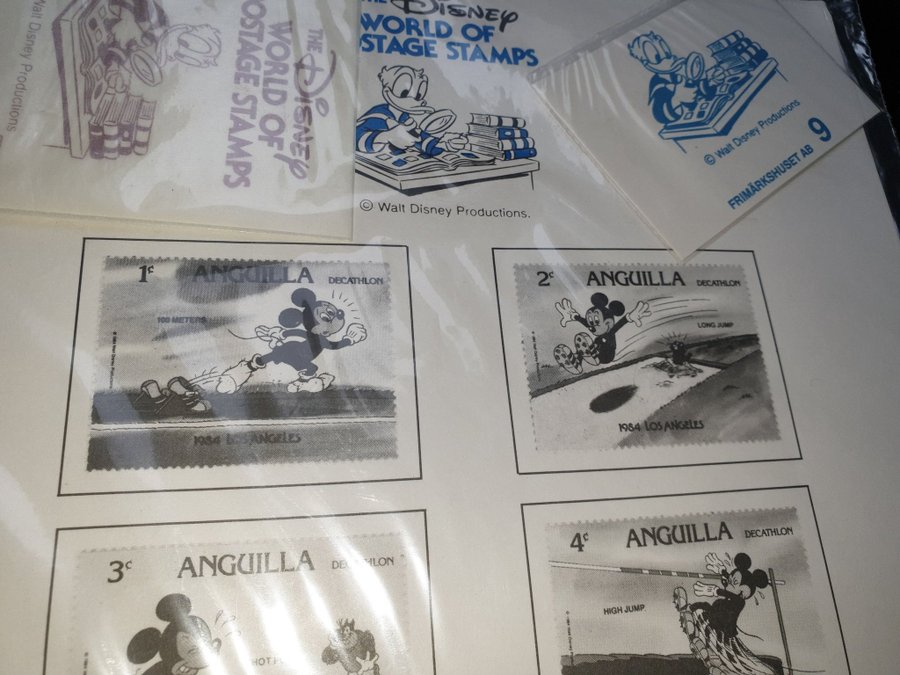 THE DISNEY
WORLD OF
POSTAGE STAMPS
Walt Disney Productions
THE DISNEY
WORLD OF
STAGE STAMPS
© Walt Disney Productions.
© Walt Disney Productions
FRIMÄRKSHUSET AB 9
1c ANGUILLA DECATHLON
100 METERS
1984 LOS ANGELES
2c ANGUILLA DECATHLON
LONG JUMP
1984 LOS ANGELES
3c ANGUILLA DECATHLON
4c ANGUILLA DECATHLON
HIGH JUMP